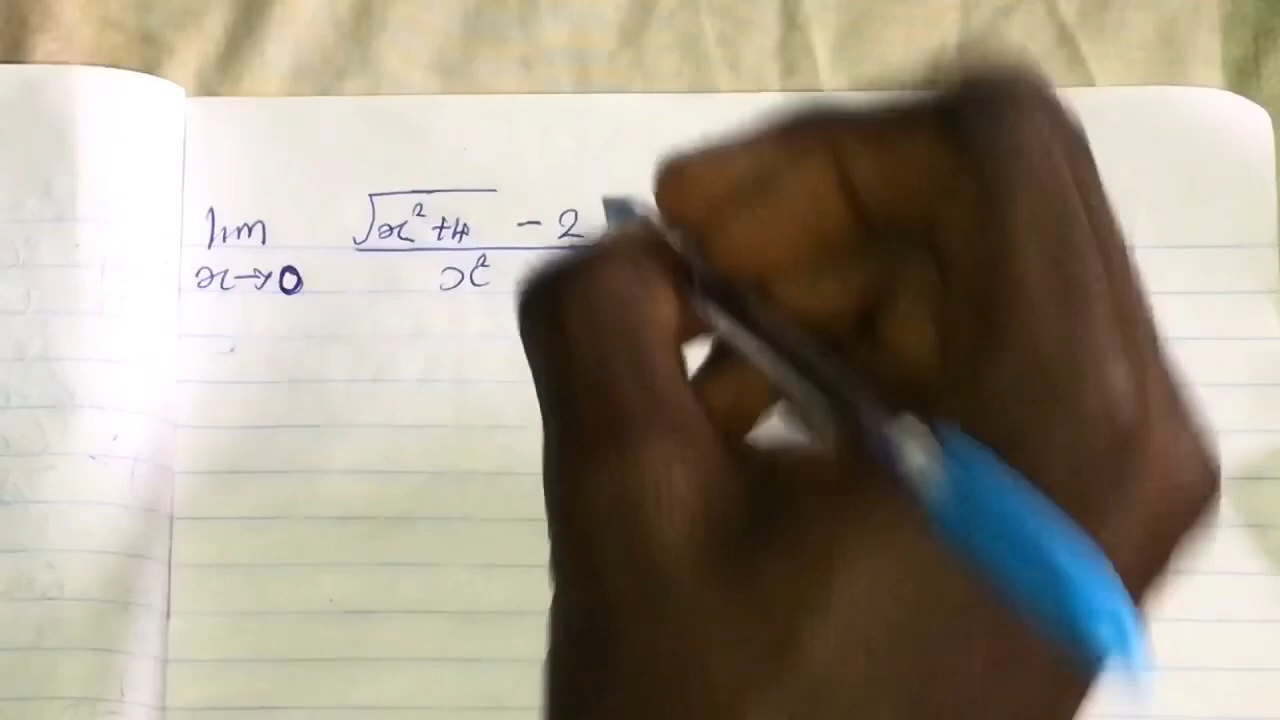 lim √(x²+4) - 2
x→0 x²